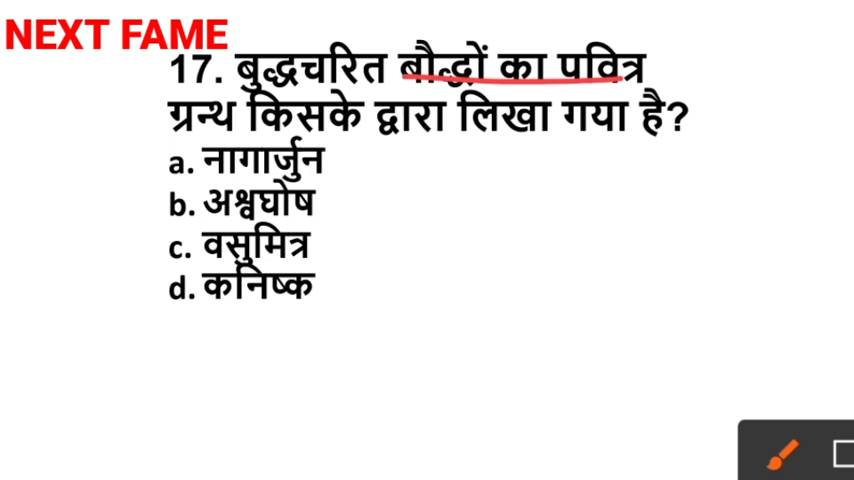 NEXT FAME
17. बुद्धचरित बौद्धों का पवित्र
ग्रन्थ किसके द्वारा लिखा गया है?
a. नागार्जुन
b. अश्वघोष
c. वसुमित्र
d. कनिष्क